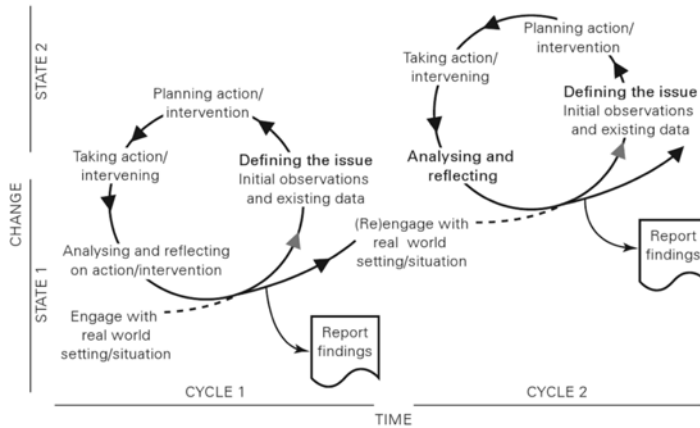 STATE 2
STATE 1
CHANGE
Planning action/
intervention
Taking action/
intervening
Defining the issue
Initial observations
and existing data
Analysing and reflecting
on action/intervention
Engage with
real world
setting/situation
Report
findings
Planning action/
intervention
Taking action/
intervening
Defining the issue
Initial observations
and existing data
Analysing and
reflecting
(Re)engage with
real world
setting/situation
Report
findings
CYCLE 1
CYCLE 2
TIME